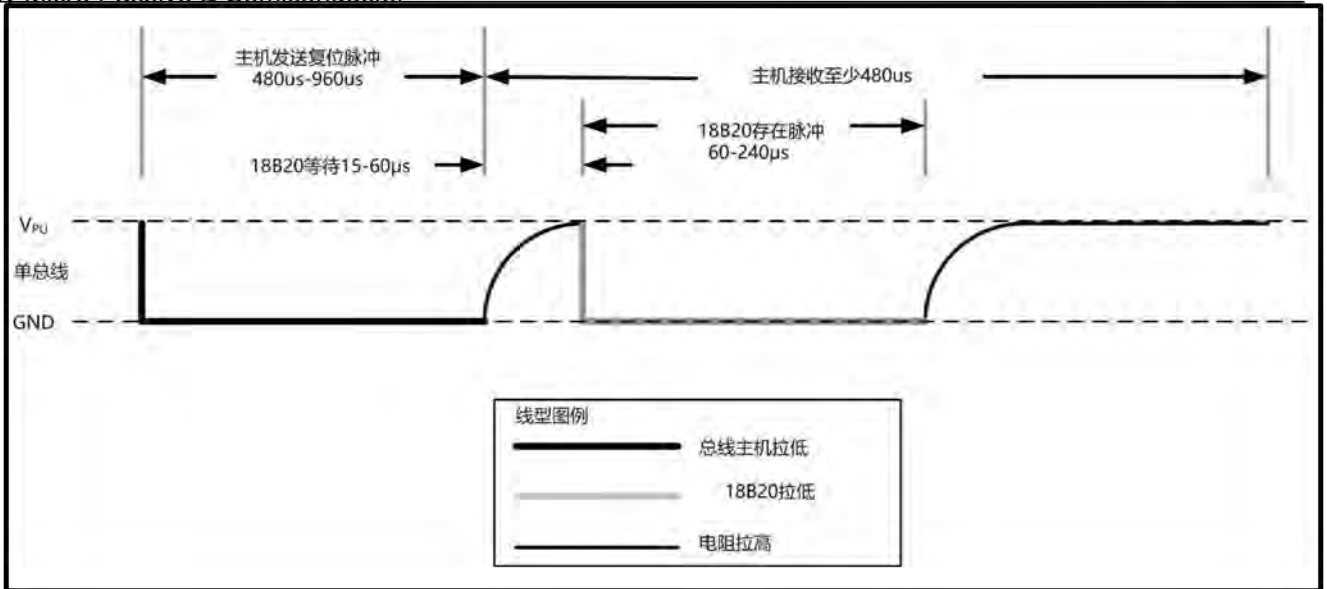 主机发送复位脉冲
480us-960us
主机接收至少480us
18B20存在脉冲
60-240μs
18B20等待15-60μs
VPU
单总线
GND
线型图例
总线主机拉低
18B20拉低
电阻拉高